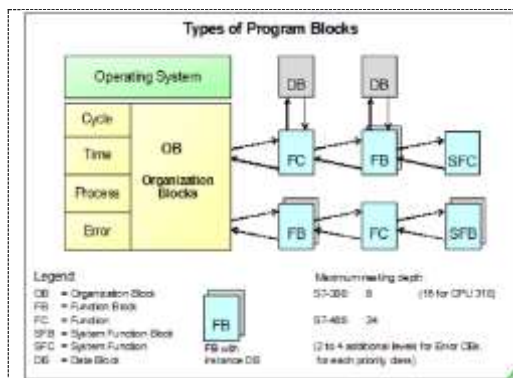 Types of Program Blocks
Operating System
DB
DB
Cycle
Time
Process
Error
OB
Organization
Blocks
FC
FB
SFC
FB
FC
SFB
Legend:
OB = Organization Block
FB = Function Block
FC = Function
SFB = System Function Block
SFC = System Function
DB = Data Block
FB
FB with
instance DB
Maximum nesting depth
S7-300 8 (16 for CPU 318)
S7-400 24
(2 to 4 additional levels for Error OBs,
for each priority class)